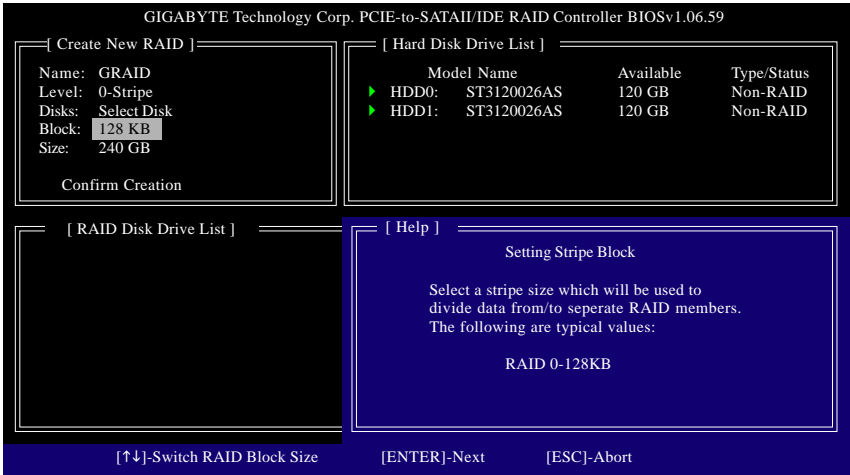 GIGABYTE Technology Corp. PCIE-to-SATAII/IDE RAID Controller BIOSv1.06.59
[ Create New RAID ]
Name: GRAID
Level: 0-Stripe
Disks: Select Disk
Block: 128 KB
Size: 240 GB
Confirm Creation
[ Hard Disk Drive List ]
Model Name Available Type/Status
HDD0: ST3120026AS 120 GB Non-RAID
HDD1: ST3120026AS 120 GB Non-RAID
[ RAID Disk Drive List ]
[ Help ]
Setting Stripe Block
Select a stripe size which will be used to
divide data from/to seperate RAID members.
The following are typical values:
RAID 0-128KB
[↑↓]-Switch RAID Block Size [ENTER]-Next [ESC]-Abort